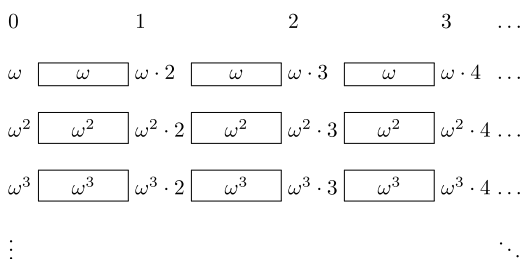 0 1 2 3 …
ω ω ω · 2 ω ω · 3 ω ω · 4 …
ω² ω² ω² · 2 ω² ω² · 3 ω² ω² · 4 …
ω³ ω³ ω³ · 2 ω³ ω³ · 3 ω³ ω³ · 4 …
⋮ ⋱